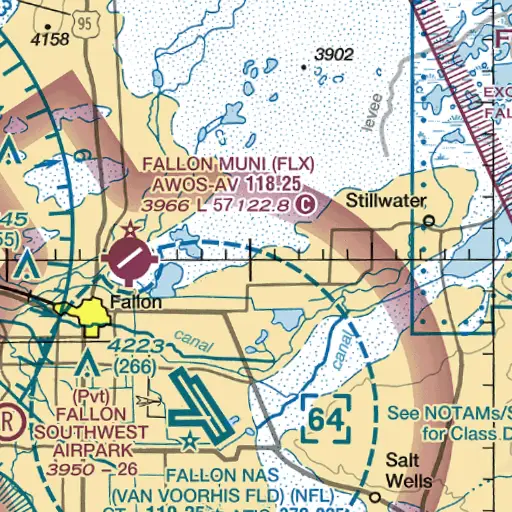 4158
95
3902
levee
FALLON MUNI (FLX)
AWOS-AV 118.25
3966 L 57 122.8 C
Stillwater
Fallon
canal
canal
4223
(266)
(Pvt)
FALLON
SOUTHWEST
AIRPARK
3950 - 26
R
64
See NOTAMs/S
for Class D
Salt
Wells
FALLON NAS
(VAN VOORHIS FLD) (NFL)